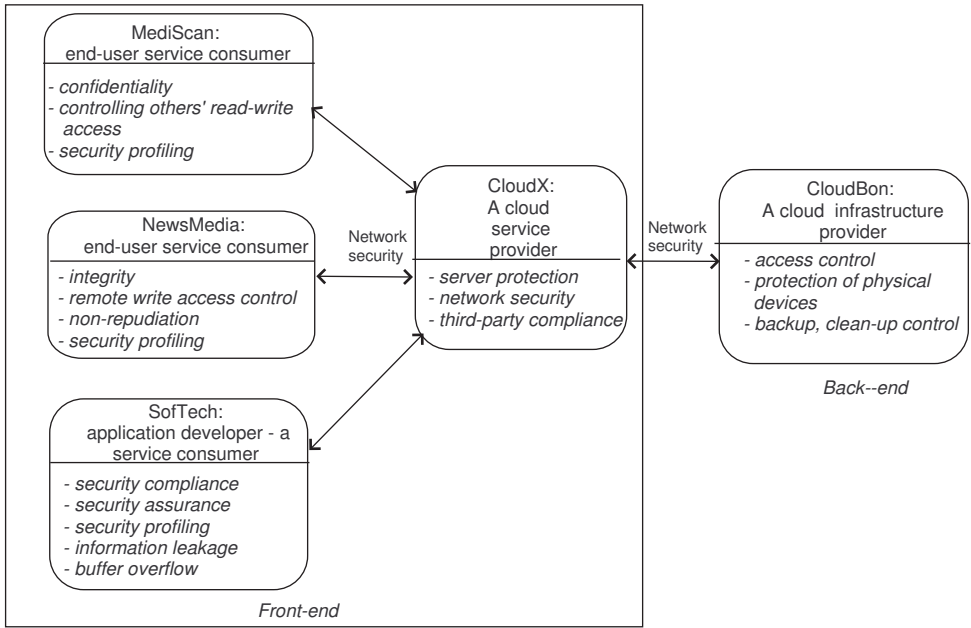 MediScan:
end-user service consumer
- confidentiality
- controlling others' read-write
access
- security profiling
NewsMedia:
end-user service consumer
- integrity
- remote write access control
- non-repudiation
- security profiling
SofTech:
application developer - a
service consumer
- security compliance
- security assurance
- security profiling
- information leakage
- buffer overflow
Network
security
CloudX:
A cloud
service
provider
- server protection
- network security
- third-party compliance
Front-end
Network
security
CloudBon:
A cloud infrastructure
provider
- access control
- protection of physical
devices
- backup, clean-up control
Back--end